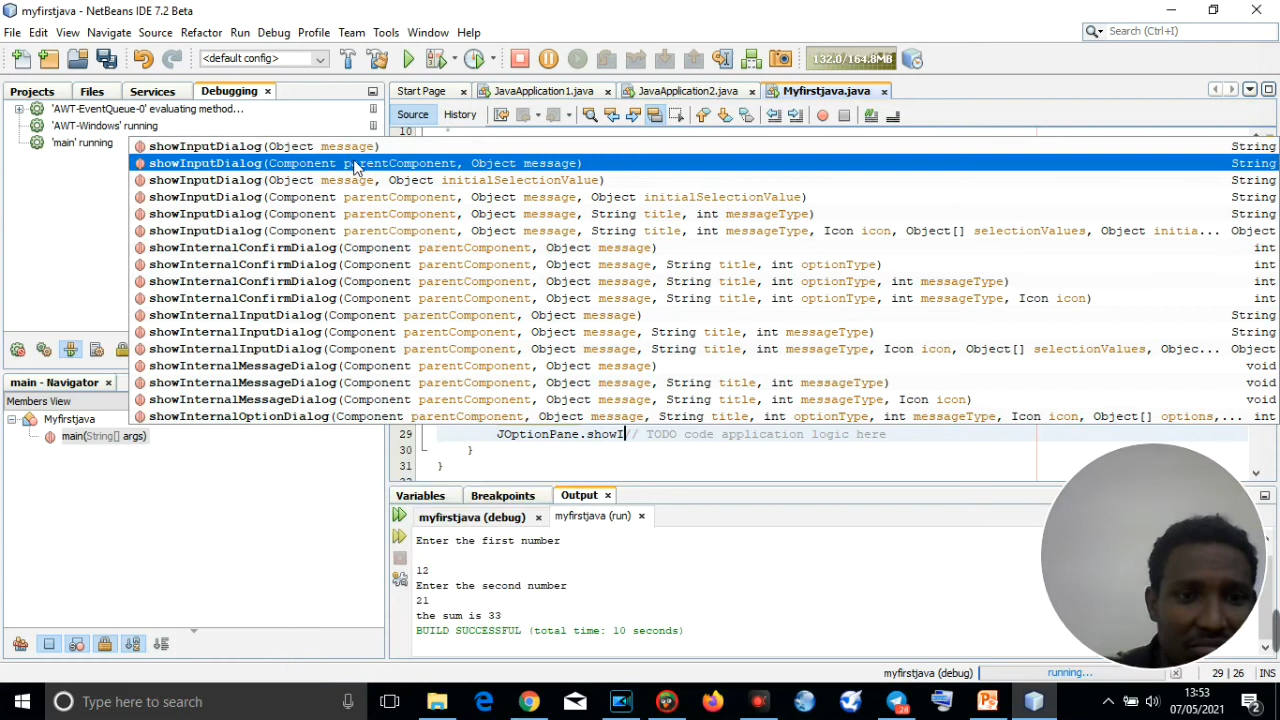 myfirstjava - NetBeans IDE 7.2 Beta
File Edit View Navigate Source Refactor Run Debug Profile Team Tools Window Help
Search (Ctrl+I)
<default config>
132.0/164.8MB
Projects Files Services Debugging
Start Page JavaApplication1.java JavaApplication2.java Myfirstjava.java
'AWT-EventQueue-0' evaluating method...
Source History
'AWT-Windows' running
10 *
'main' running
showInputDialog(Object message) String
showInputDialog(Component parentComponent, Object message) String
showInputDialog(Object message, Object initialSelectionValue) String
showInputDialog(Component parentComponent, Object message, Object initialSelectionValue) String
showInputDialog(Component parentComponent, Object message, String title, int messageType) String
showInputDialog(Component parentComponent, Object message, String title, int messageType, Icon icon, Object[] selectionValues, Object initia... Object
showInternalConfirmDialog(Component parentComponent, Object message) int
showInternalConfirmDialog(Component parentComponent, Object message, String title, int optionType) int
showInternalConfirmDialog(Component parentComponent, Object message, String title, int optionType, int messageType) int
showInternalConfirmDialog(Component parentComponent, Object message, String title, int optionType, int messageType, Icon icon) int
showInternalInputDialog(Component parentComponent, Object message) String
showInternalInputDialog(Component parentComponent, Object message, String title, int messageType) String
showInternalInputDialog(Component parentComponent, Object message, String title, int messageType, Icon icon, Object[] selectionValues, Objec... Object
showInternalMessageDialog(Component parentComponent, Object message) void
showInternalMessageDialog(Component parentComponent, Object message, String title, int messageType) void
showInternalMessageDialog(Component parentComponent, Object message, String title, int messageType, Icon icon) void
showInternalOptionDialog(Component parentComponent, Object message, String title, int optionType, int messageType, Icon icon, Object[] options,... int
main - Navigator
Members View
Myfirstjava
main(String[] args)
29 JOptionPane.showI// TODO code application logic here
30 }
31 }
Variables Breakpoints Output
myfirstjava (debug) myfirstjava (run)
Enter the first number
12
Enter the second number
21
the sum is 33
BUILD SUCCESSFUL (total time: 10 seconds)
myfirstjava (debug) running... 29 | 26 INS
Type here to search
28
13:53
07/05/2021
2